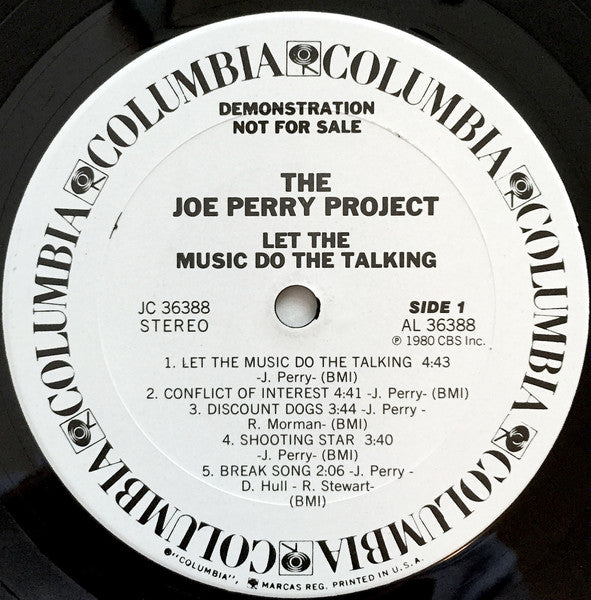 COLUMBIA COLUMBIA COLUMBIA COLUMBIA COLUMBIA COLUMBIA COLUMBIA COLUMBIA
DEMONSTRATION
NOT FOR SALE
THE
JOE PERRY PROJECT
LET THE
MUSIC DO THE TALKING
JC 36388
STEREO
SIDE 1
AL 36388
℗ 1980 CBS Inc.
1. LET THE MUSIC DO THE TALKING 4:43
-J. Perry- (BMI)
2. CONFLICT OF INTEREST 4:41 -J. Perry- (BMI)
3. DISCOUNT DOGS 3:44 -J. Perry -
R. Morman- (BMI)
4. SHOOTING STAR 3:40
-J. Perry- (BMI)
5. BREAK SONG 2:06 -J. Perry -
D. Hull - R. Stewart-
(BMI)
®"COLUMBIA", MARCAS REG. PRINTED IN U.S.A.